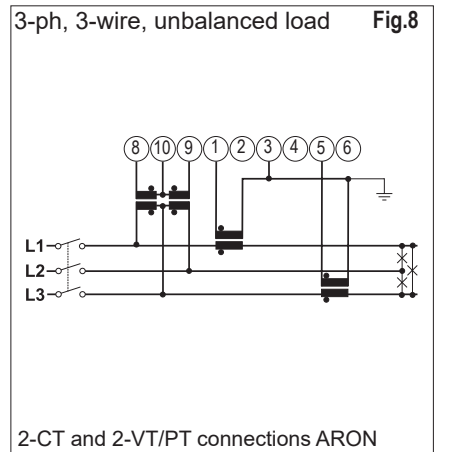 3-ph, 3-wire, unbalanced load Fig.8
8 10 9 1 2 3 4 5 6
L1
L2
L3
2-CT and 2-VT/PT connections ARON